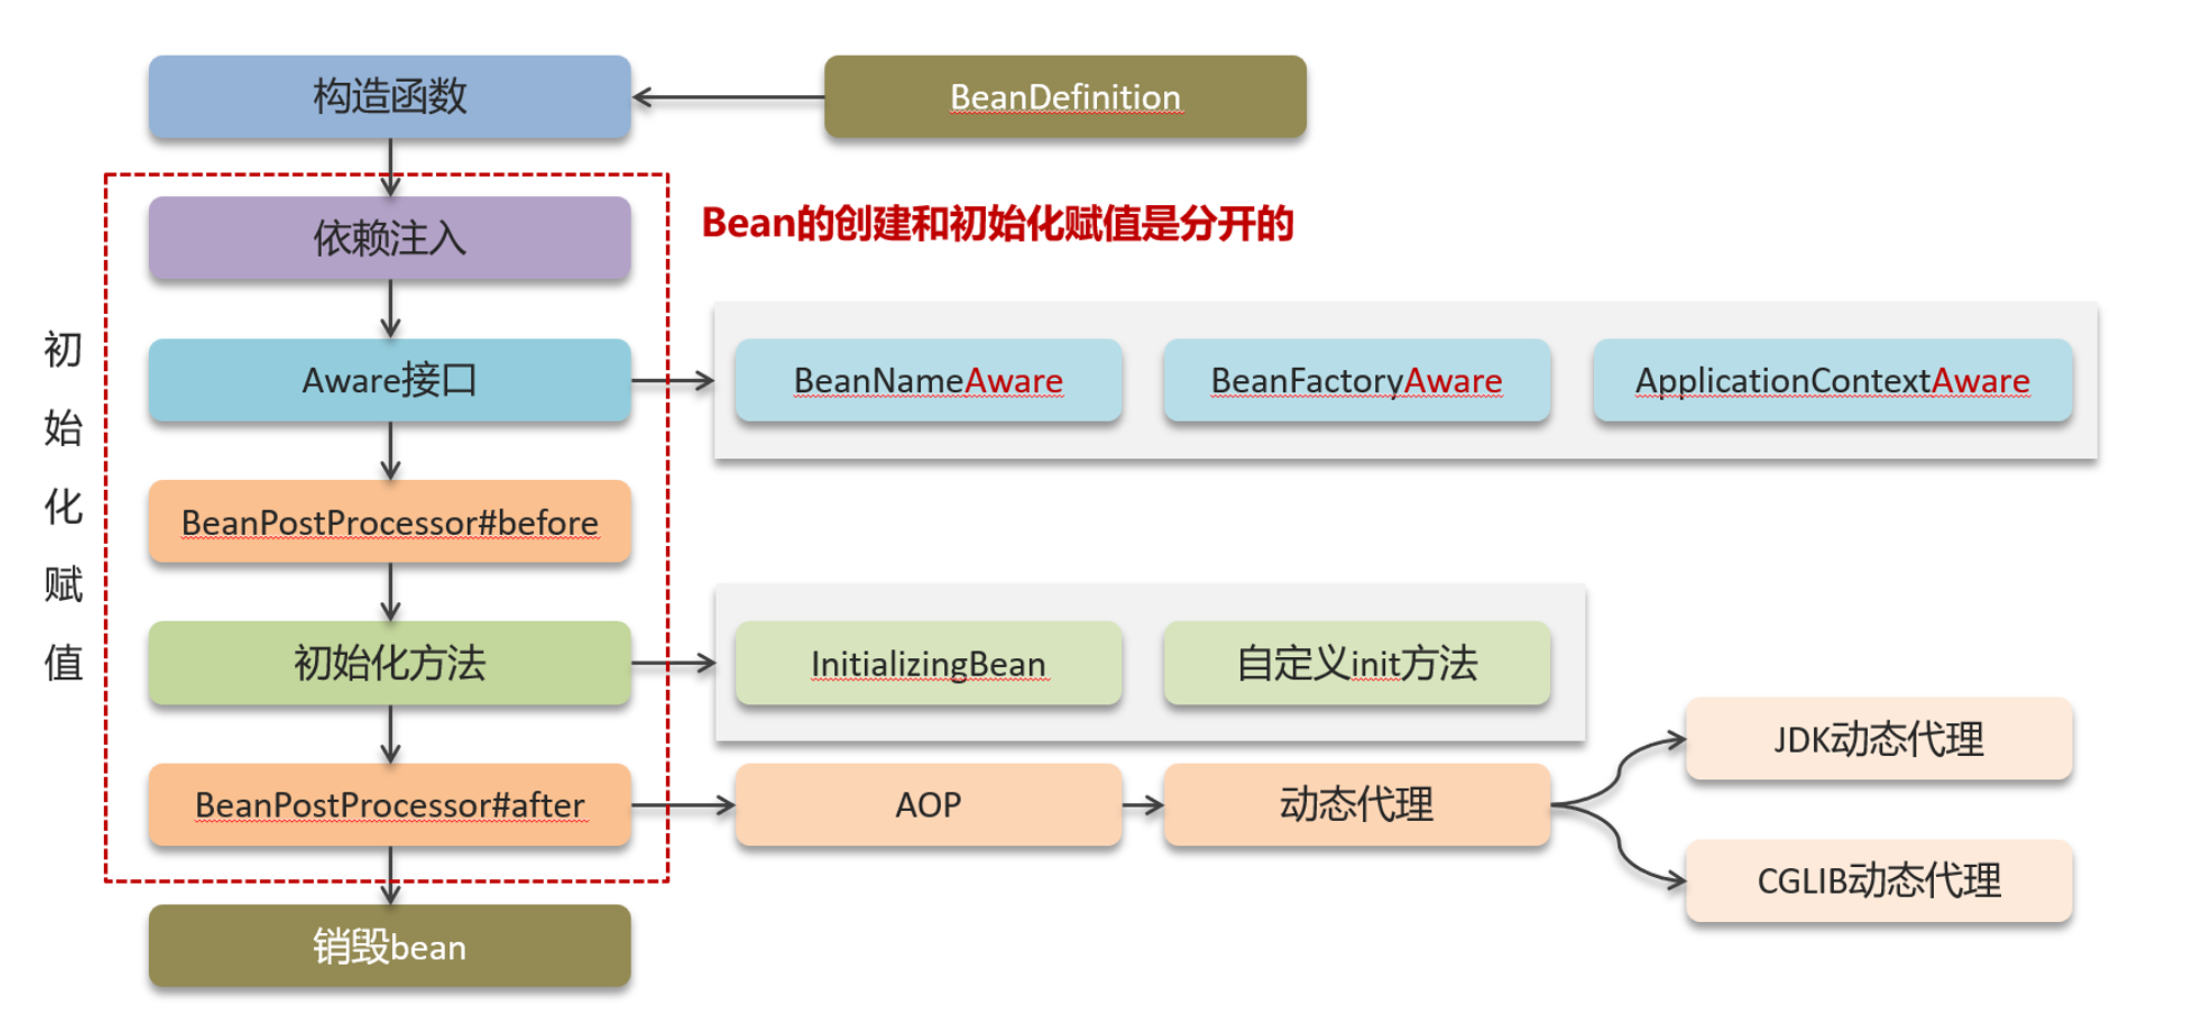 构造函数
BeanDefinition
依赖注入
Bean的创建和初始化赋值是分开的
初始化赋值
Aware接口
BeanNameAware
BeanFactoryAware
ApplicationContextAware
BeanPostProcessor#before
初始化方法
InitializingBean
自定义init方法
BeanPostProcessor#after
AOP
动态代理
JDK动态代理
CGLIB动态代理
销毁bean